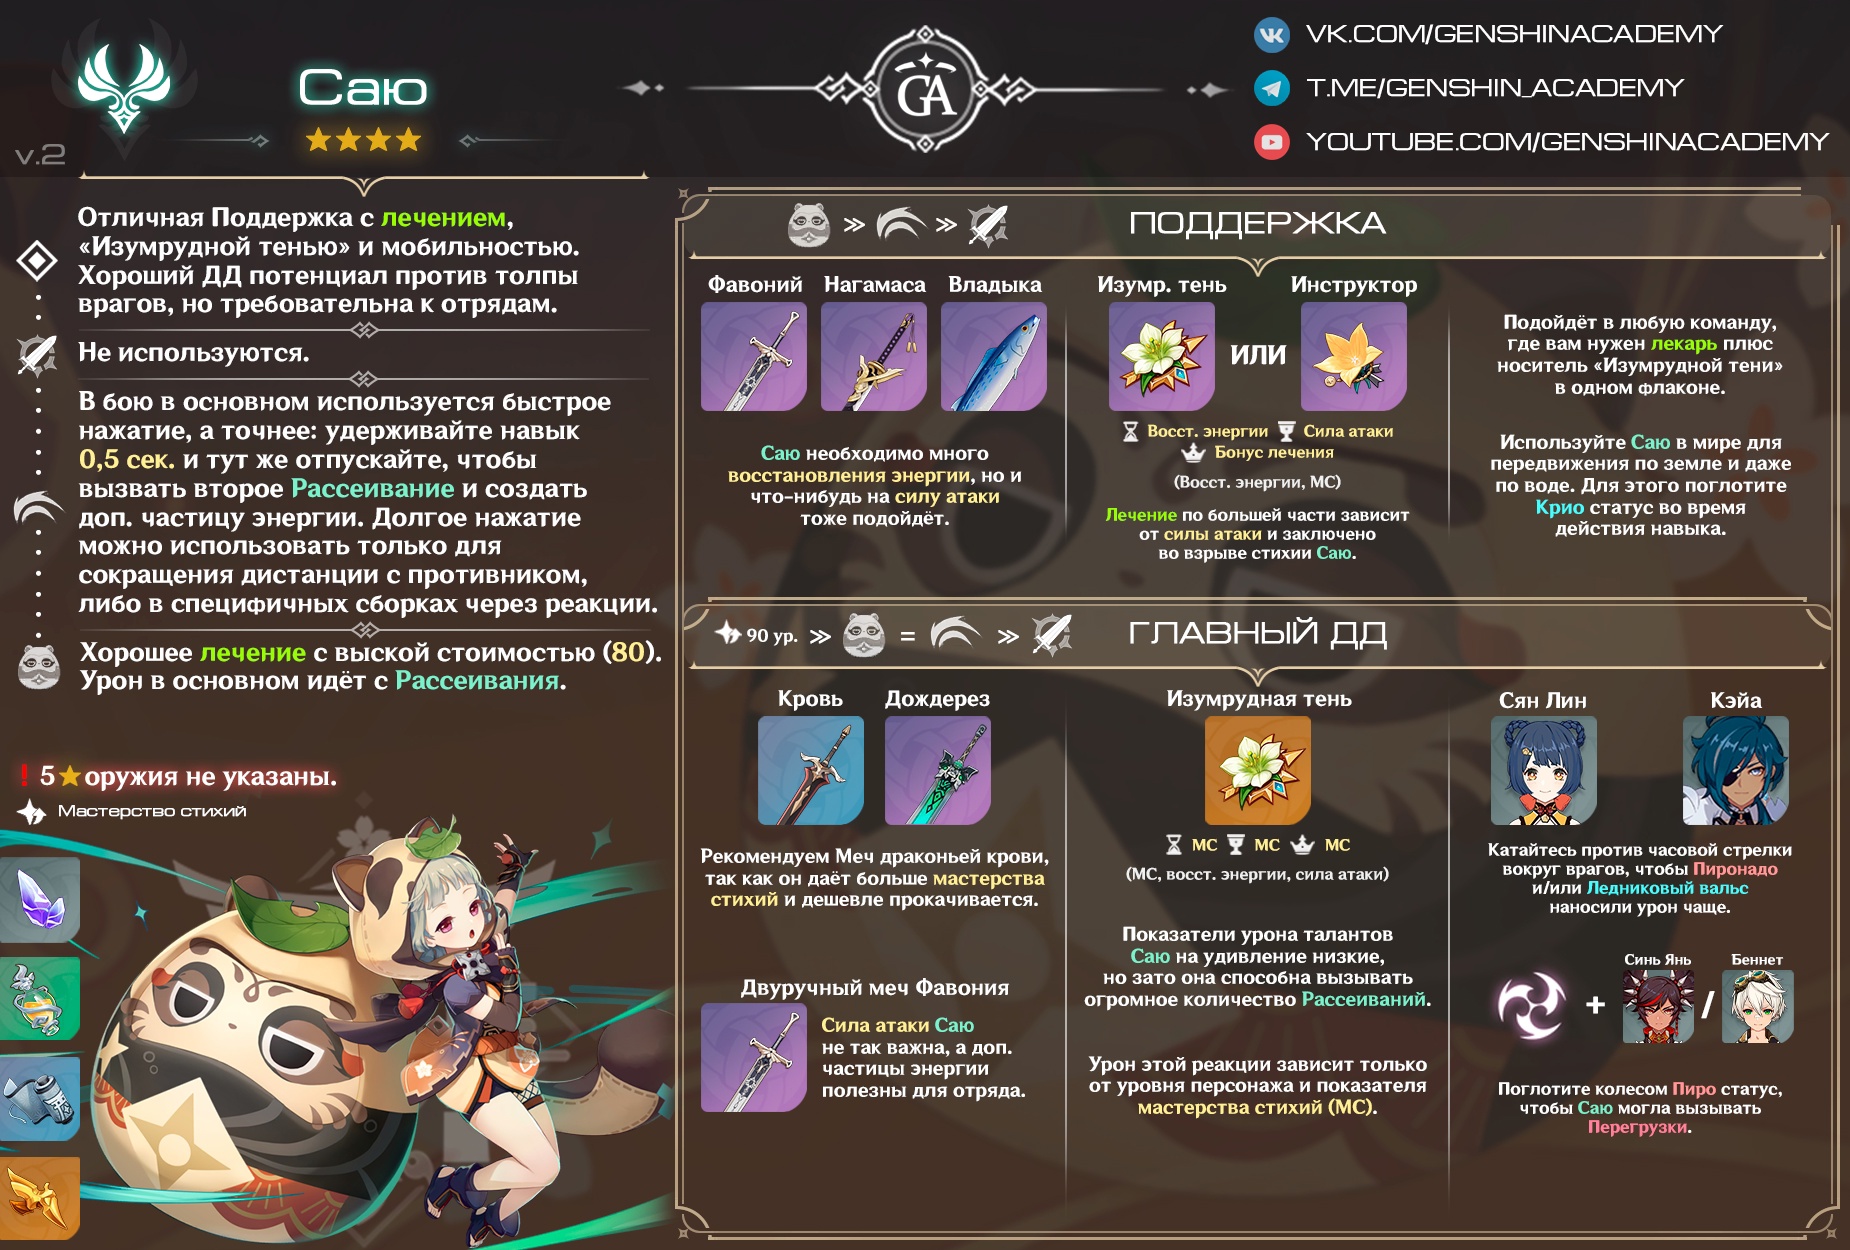 Саю
v.2
GA
VK.COM/GENSHINACADEMY
T.ME/GENSHIN_ACADEMY
YOUTUBE.COM/GENSHINACADEMY
Отличная Поддержка с лечением,
«Изумрудной тенью» и мобильностью.
Хороший ДД потенциал против толпы
врагов, но требовательна к отрядам.
Не используются.
В бою в основном используется быстрое
нажатие, а точнее: удерживайте навык
0,5 сек. и тут же отпускайте, чтобы
вызвать второе Рассеивание и создать
доп. частицу энергии. Долгое нажатие
можно использовать только для
сокращения дистанции с противником,
либо в специфичных сборках через реакции.
Хорошее лечение с выской стоимостью (80).
Урон в основном идёт с Рассеивания.
! 5 оружия не указаны.
Мастерство стихий
» » ПОДДЕРЖКА
Фавоний Нагамаса Владыка
Саю необходимо много
восстановления энергии, но и
что-нибудь на силу атаки
тоже подойдёт.
Изумр. тень Инструктор
ИЛИ
Восст. энергии Сила атаки
Бонус лечения
(Восст. энергии, МС)
Лечение по большей части зависит
от силы атаки и заключено
во взрыве стихии Саю.
Подойдёт в любую команду,
где вам нужен лекарь плюс
носитель «Изумрудной тени»
в одном флаконе.
Используйте Саю в мире для
передвижения по земле и даже
по воде. Для этого поглотите
Крио статус во время
действия навыка.
90 ур. » = » ГЛАВНЫЙ ДД
Кровь Дождерез
Рекомендуем Меч драконьей крови,
так как он даёт больше мастерства
стихий и дешевле прокачивается.
Двуручный меч Фавония
Сила атаки Саю
не так важна, а доп.
частицы энергии
полезны для отряда.
Изумрудная тень
МС МС МС
(МС, восст. энергии, сила атаки)
Показатели урона талантов
Саю на удивление низкие,
но зато она способна вызывать
огромное количество Рассеиваний.
Урон этой реакции зависит только
от уровня персонажа и показателя
мастерства стихий (МС).
Сян Лин Кэйа
Катайтесь против часовой стрелки
вокруг врагов, чтобы Пиронадо
и/или Ледниковый вальс
наносили урон чаще.
Синь Янь Беннет
+ /
Поглотите колесом Пиро статус,
чтобы Саю могла вызывать
Перегрузки.